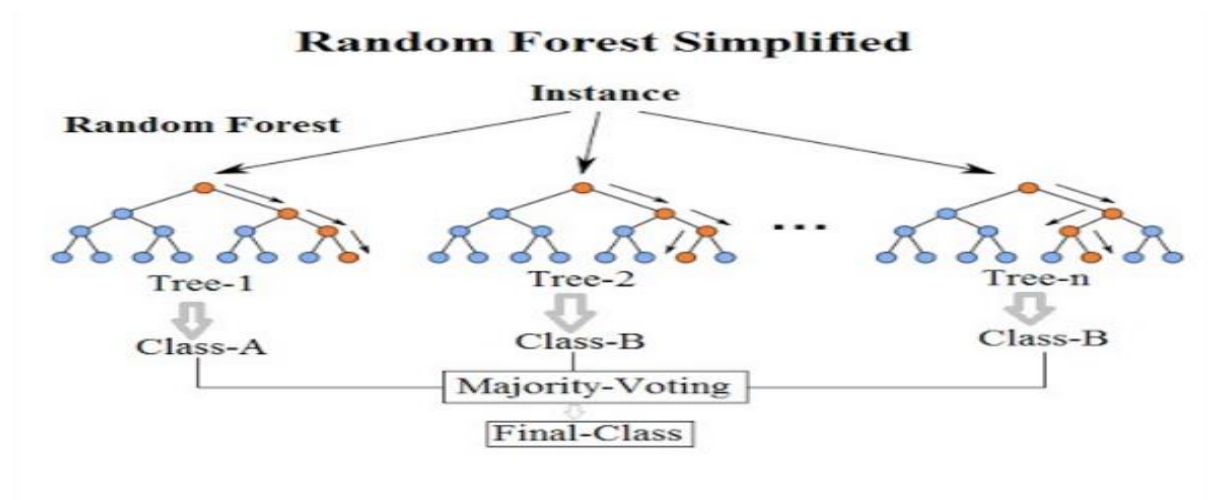 Random Forest Simplified
Instance
Random Forest
...
Tree-1
Tree-2
Tree-n
Class-A
Class-B
Class-B
Majority-Voting
Final-Class